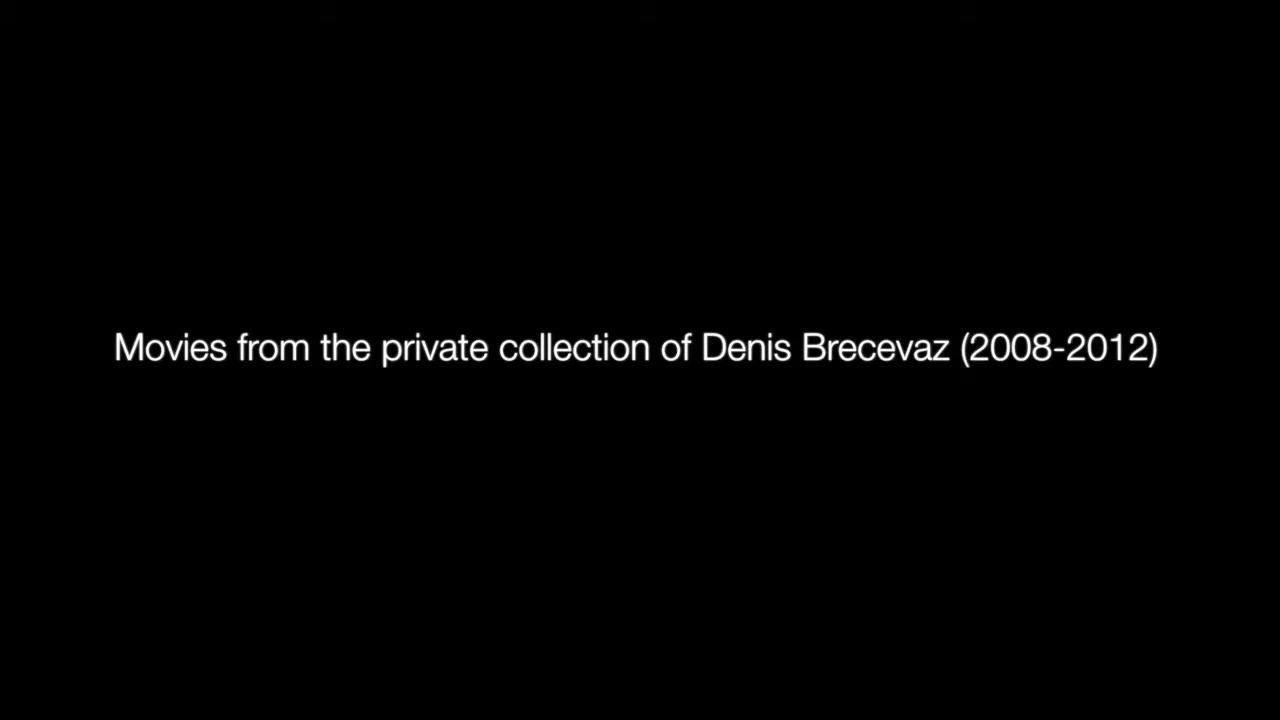 Movies from the private collection of Denis Brecevaz (2008-2012)